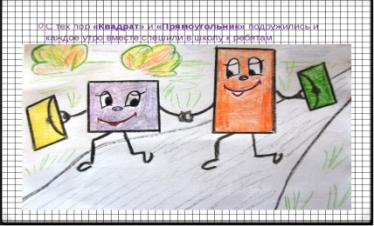 С тех пор «Квадрат» и «Прямоугольник» подружились и
каждое утро вместе спешили в школу к ребятам